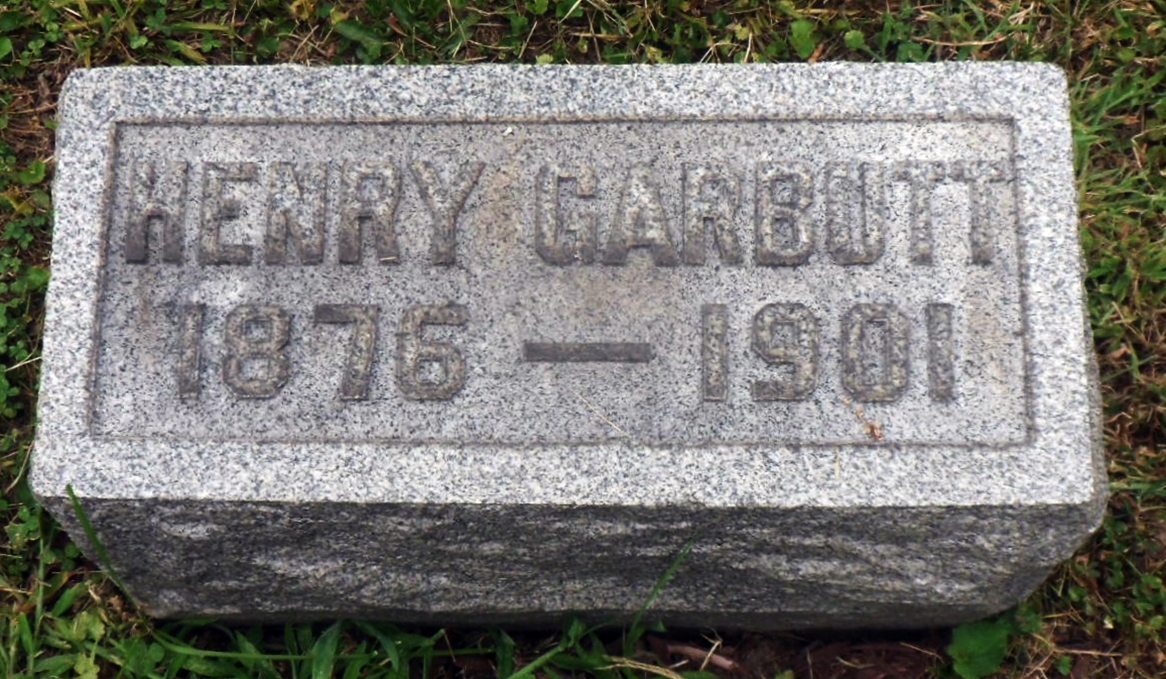 HENRY GARBUTT
1876 — 1901